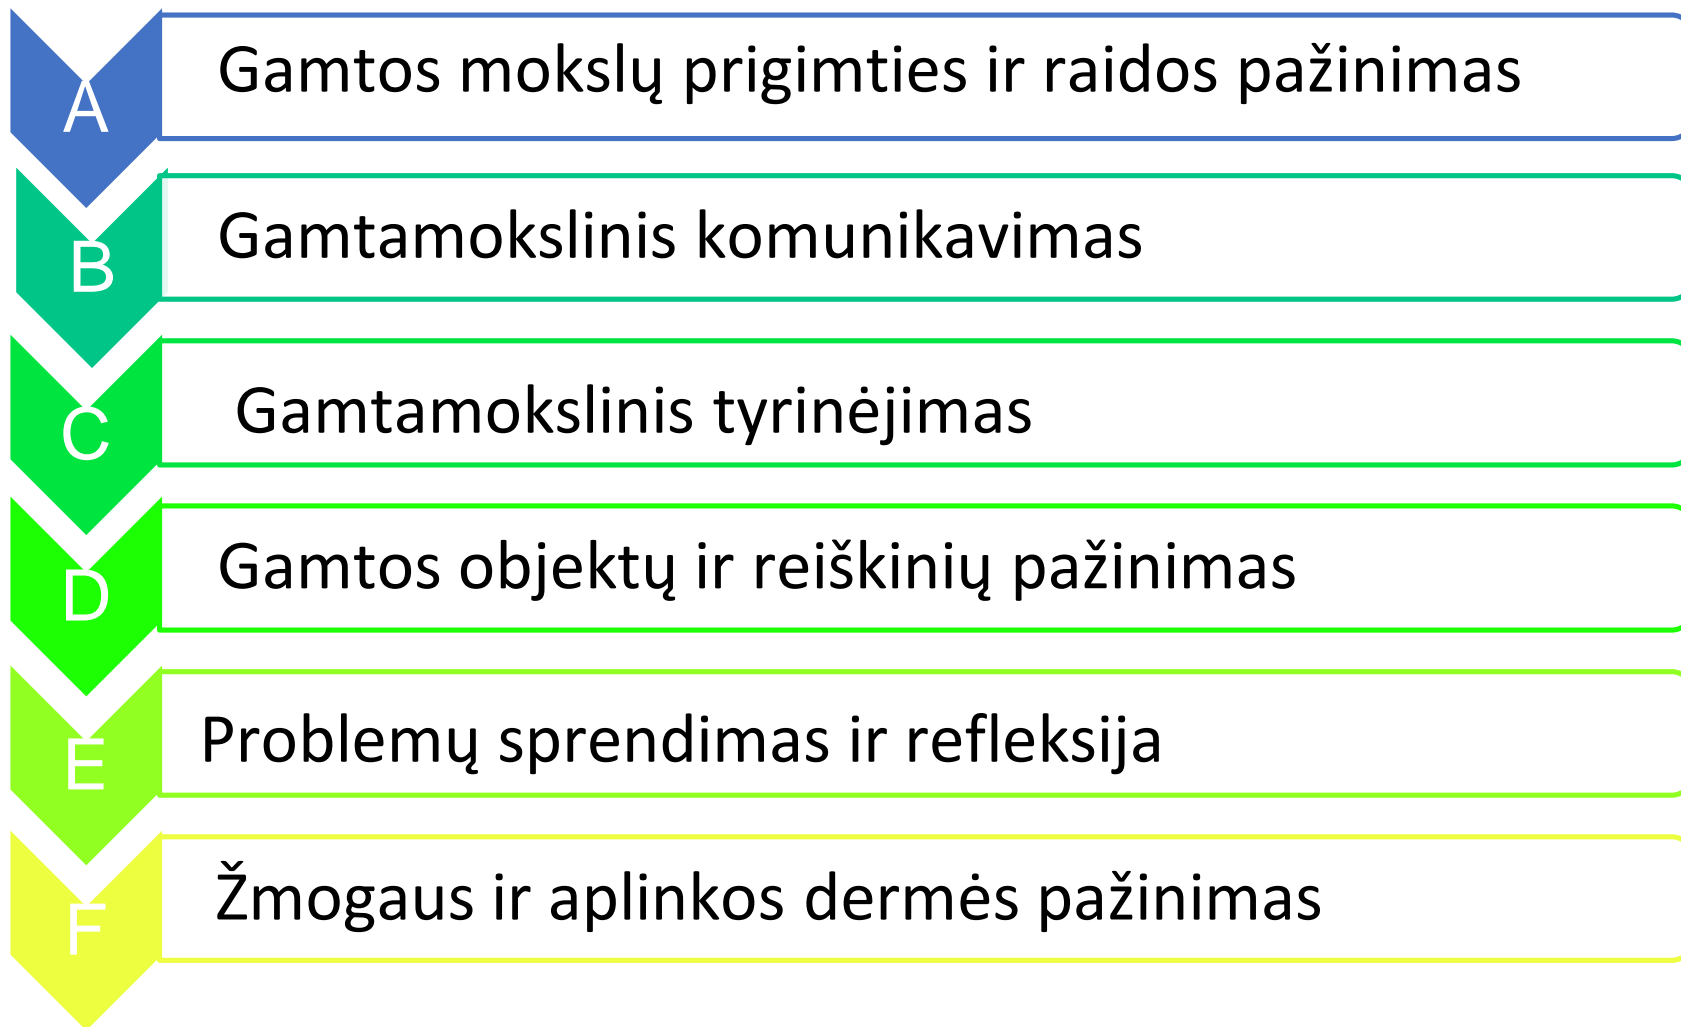 A
Gamtos mokslų prigimties ir raidos pažinimas
B
Gamtamokslinis komunikavimas
C
Gamtamokslinis tyrinėjimas
D
Gamtos objektų ir reiškinių pažinimas
E
Problemų sprendimas ir refleksija
F
Žmogaus ir aplinkos dermės pažinimas